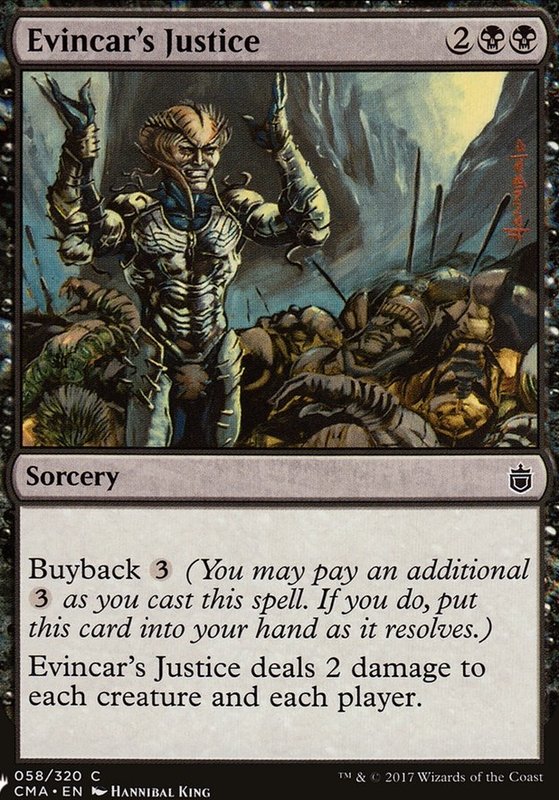 Evincar's Justice 2
Hannibal
Sorcery
Buyback 3 (You may pay an additional
3 as you cast this spell. If you do, put
this card into your hand as it resolves.)
Evincar's Justice deals 2 damage to
each creature and each player.
058/320 C
CMA • EN Hannibal King
™ & © 2017 Wizards of the Coast